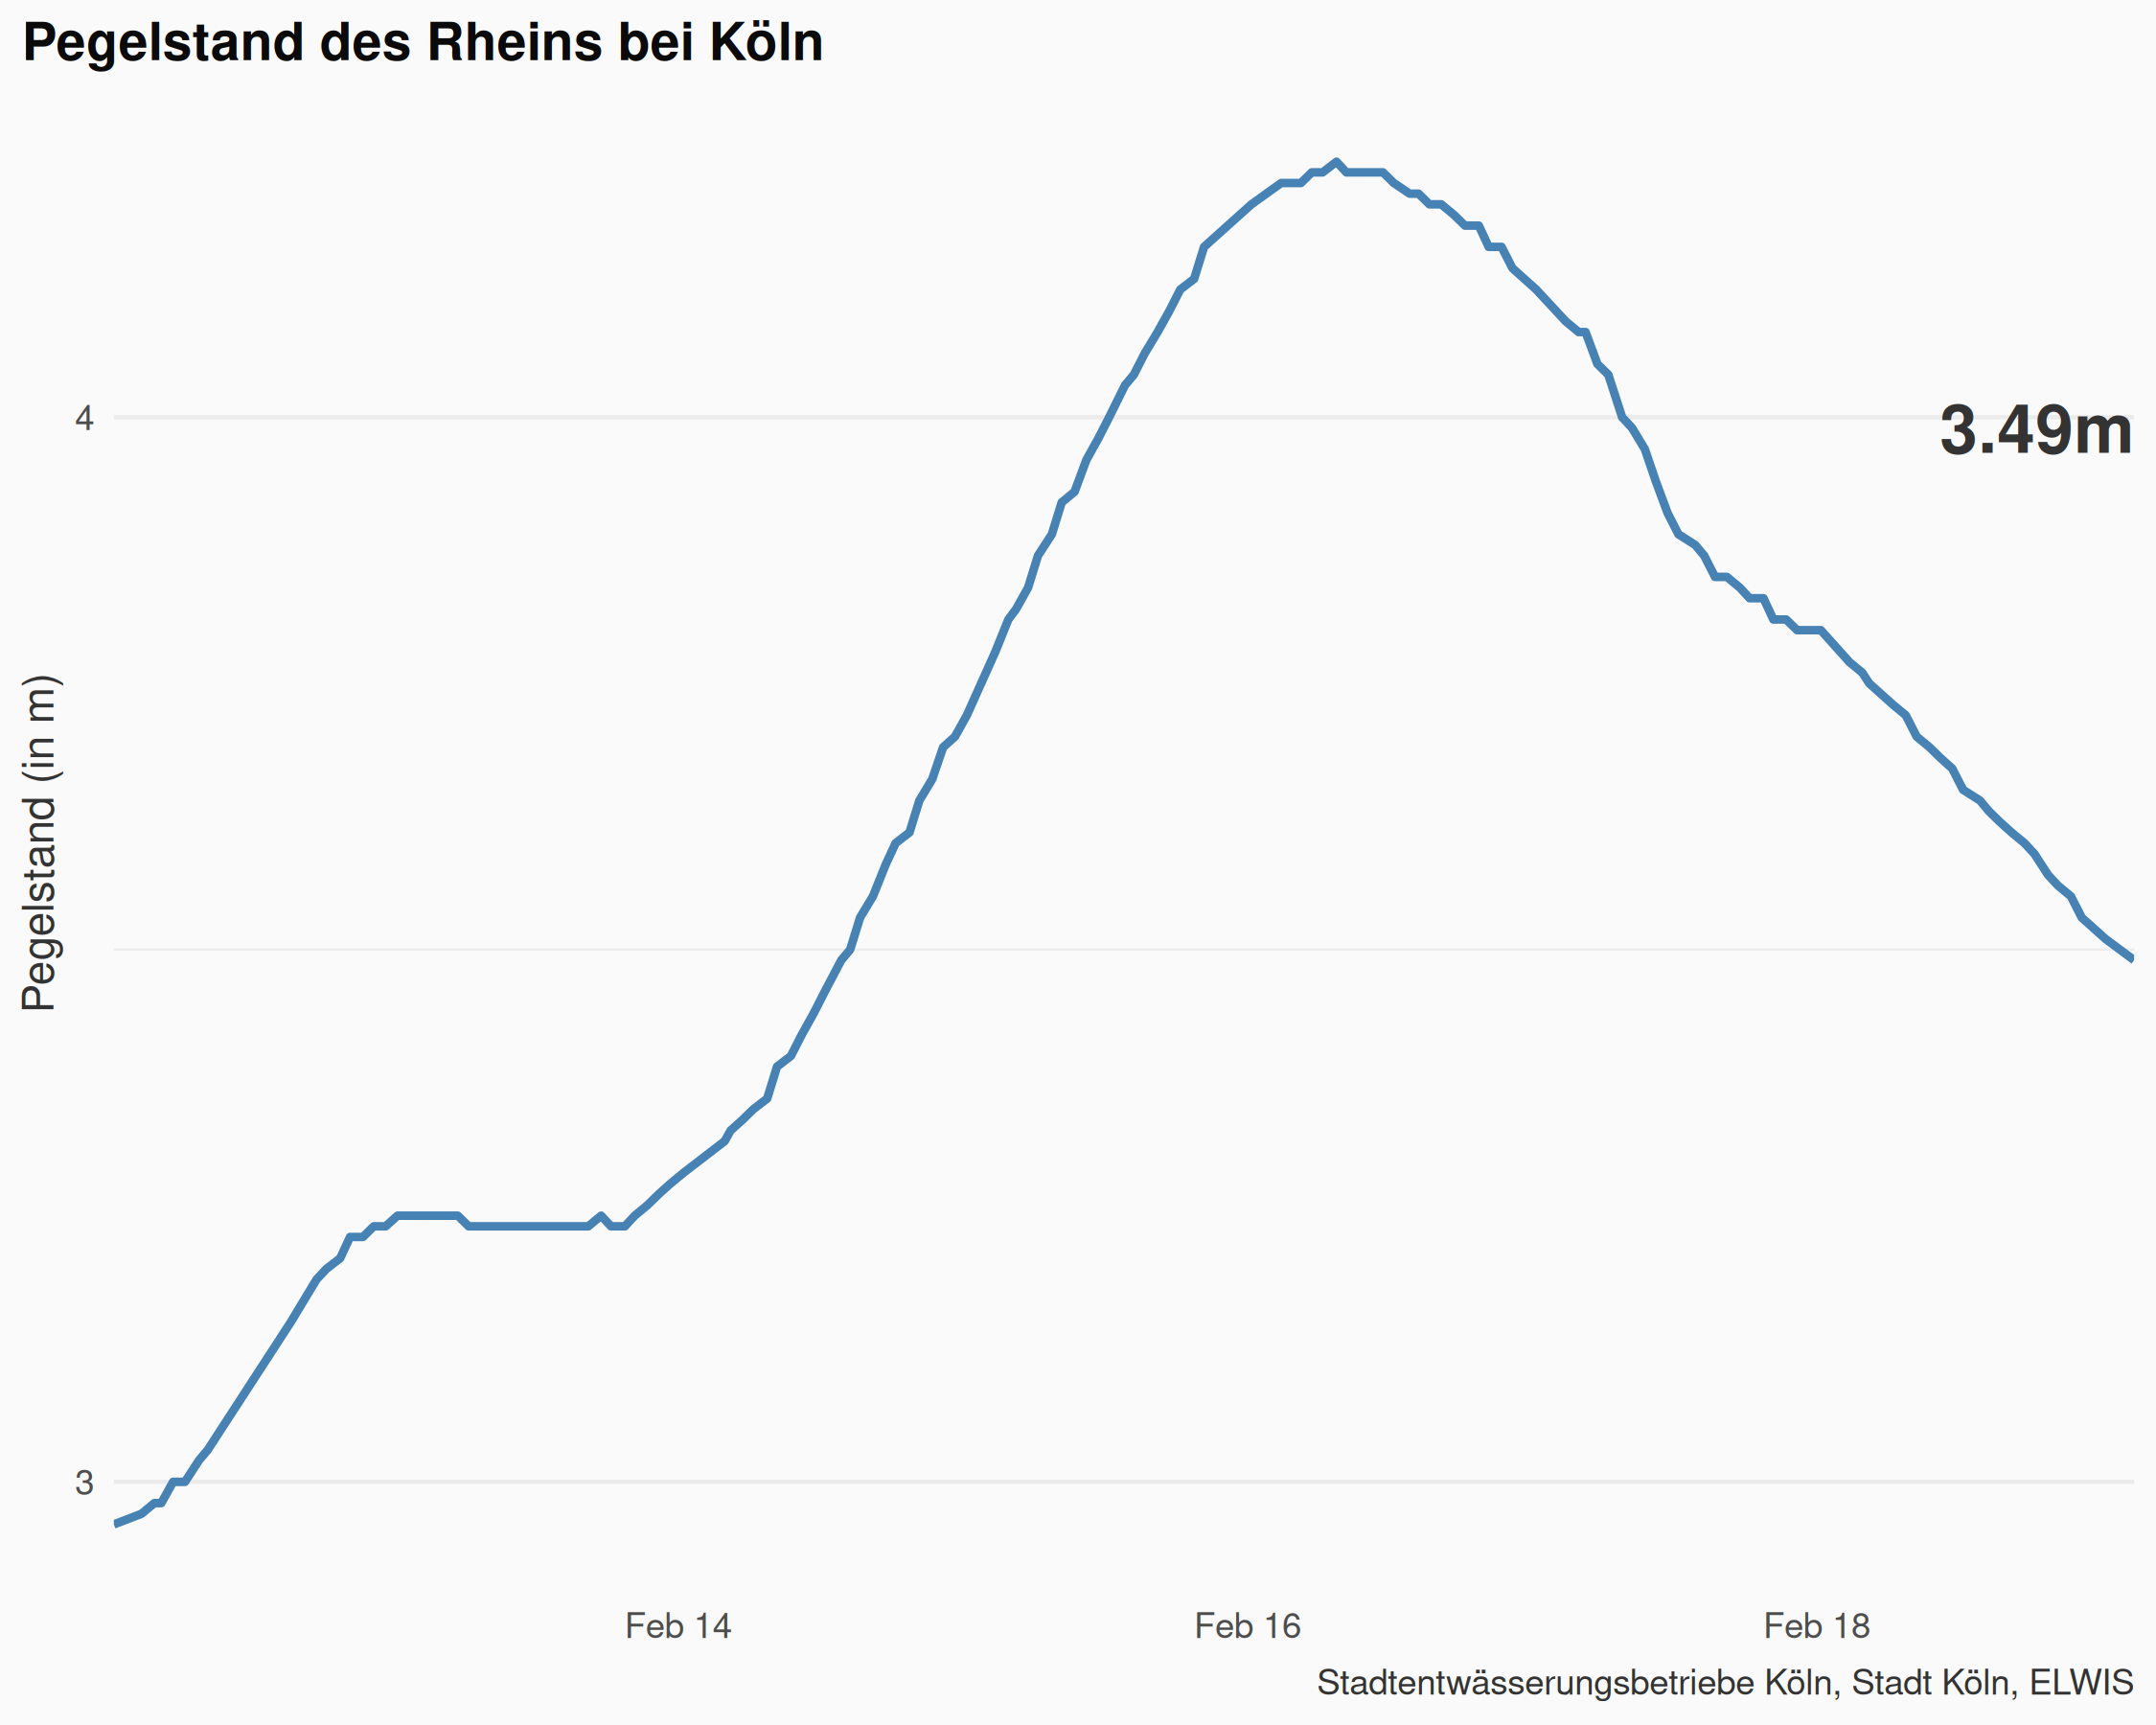 Pegelstand des Rheins bei Köln
Pegelstand (in m)
4
3.49m
3
Feb 14 Feb 16 Feb 18
Stadtentwässerungsbetriebe Köln, Stadt Köln, ELWIS